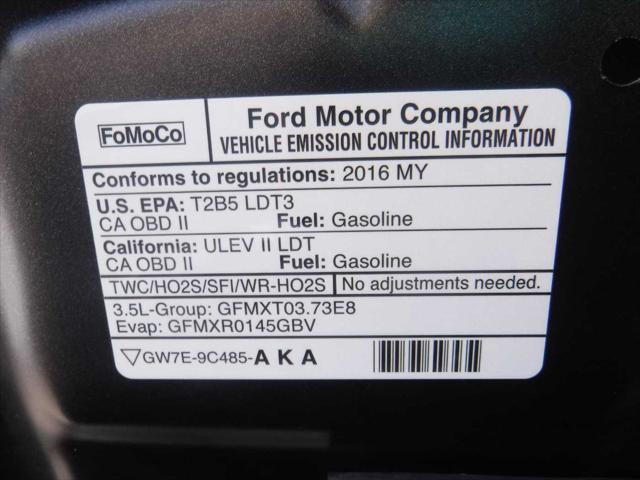 FoMoCo
Ford Motor Company
VEHICLE EMISSION CONTROL INFORMATION
Conforms to regulations: 2016 MY
U.S. EPA: T2B5 LDT3
CA OBD II Fuel: Gasoline
California: ULEV II LDT
CA OBD II Fuel: Gasoline
TWC/HO2S/SFI/WR-HO2S No adjustments needed.
3.5L-Group: GFMXT03.73E8
Evap: GFMXR0145GBV
▽GW7E-9C485-AKA